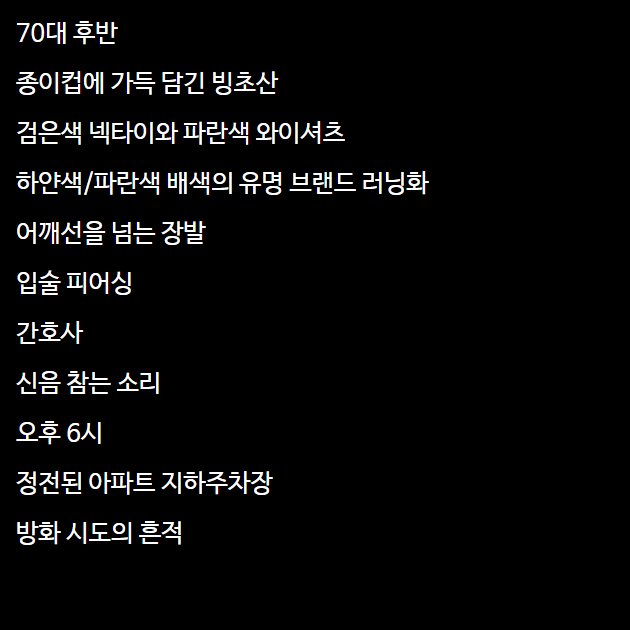 70대 후반
종이컵에 가득 담긴 빙초산
검은색 넥타이와 파란색 와이셔츠
하얀색/파란색 배색의 유명 브랜드 러닝화
어깨선을 넘는 장발
입술 피어싱
간호사
신음 참는 소리
오후 6시
정전된 아파트 지하주차장
방화 시도의 흔적